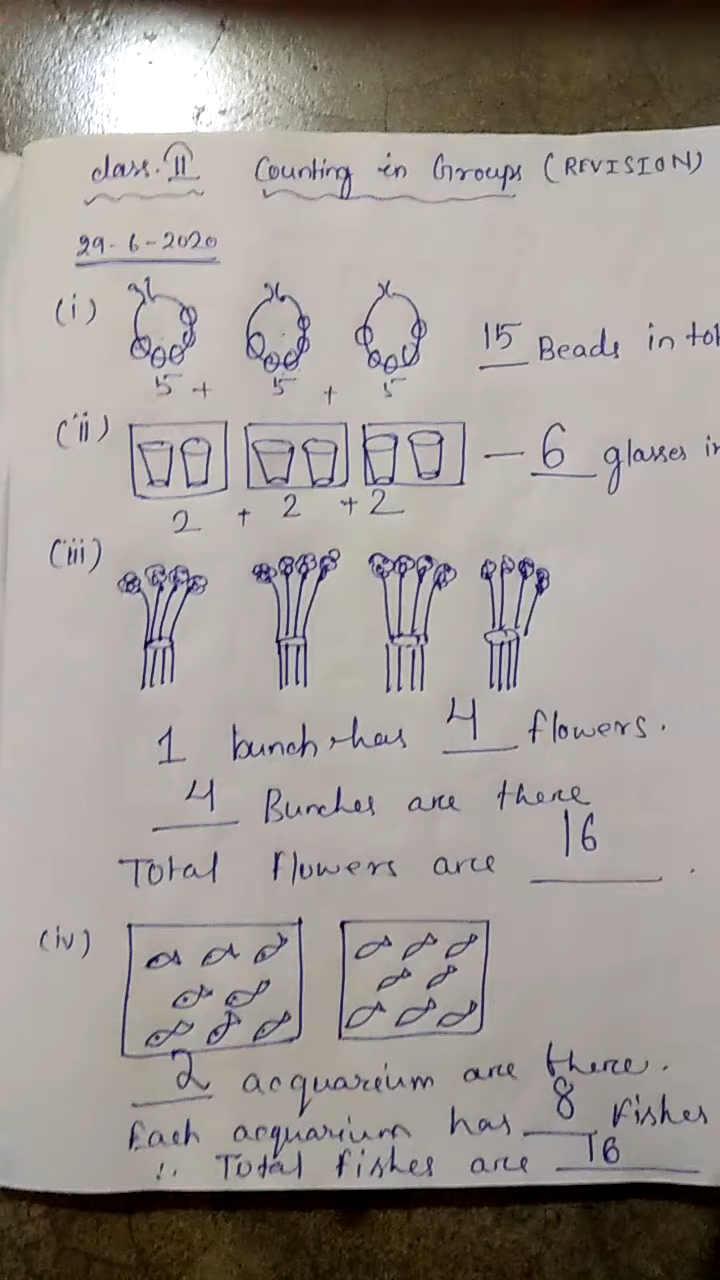 class. II Counting in Groups (REVISION)
29-6-2020
(i) 15 Beads in
5 + 5 + 5
(ii) — 6 glasses
2 + 2 + 2
(iii)
1 bunch has 4 flowers.
4 Bunches are there
Total flowers are 16.
(iv)
2 acquareium are there.
Each acquarium has 8 Fishes
∴ Total fishes are 16